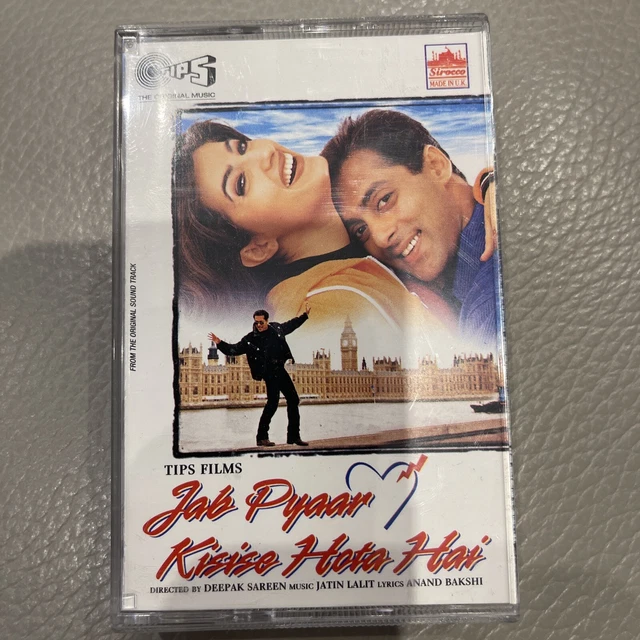 TIPS
THE ORIGINAL MUSIC
Sirocco
MADE IN U.K.
FROM THE ORIGINAL SOUND TRACK
TIPS FILMS
Jab Pyaar
Kisise Hota Hai
DIRECTED BY DEEPAK SAREEN MUSIC JATIN LALIT LYRICS ANAND BAKSHI